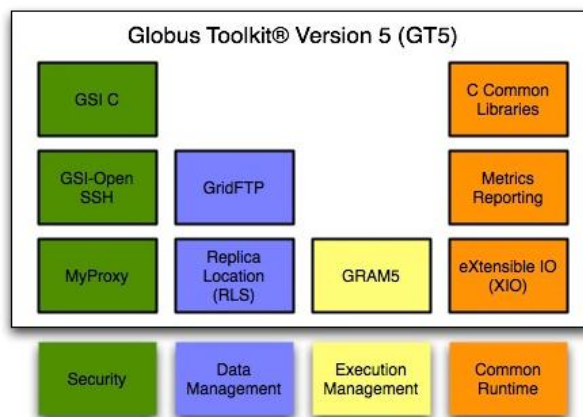 Globus Toolkit® Version 5 (GT5)
GSI C
C Common
Libraries
GSI-Open
SSH
GridFTP
Metrics
Reporting
MyProxy
Replica
Location
(RLS)
GRAM5
eXtensible IO
(XIO)
Security
Data
Management
Execution
Management
Common
Runtime